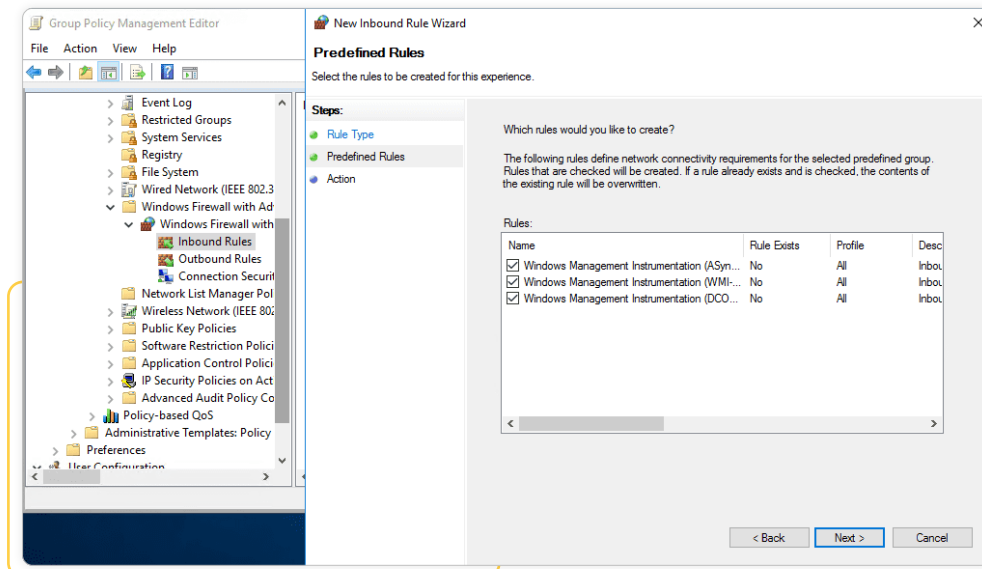 Group Policy Management Editor
File Action View Help
Event Log
Restricted Groups
System Services
Registry
File System
Wired Network (IEEE 802.3
Windows Firewall with Ad
Windows Firewall with
Inbound Rules
Outbound Rules
Connection Securit
Network List Manager Pol
Wireless Network (IEEE 802
Public Key Policies
Software Restriction Polici
Application Control Polici
IP Security Policies on Act
Advanced Audit Policy Co
Policy-based QoS
Administrative Templates: Policy
Preferences
User Configuration
New Inbound Rule Wizard
Predefined Rules
Select the rules to be created for this experience.
Steps:
Rule Type
Predefined Rules
Action
Which rules would you like to create?
The following rules define network connectivity requirements for the selected predefined group.
Rules that are checked will be created. If a rule already exists and is checked, the contents of
the existing rule will be overwritten.
Rules:
Name Rule Exists Profile Desc
Windows Management Instrumentation (ASyn... No All Inbou
Windows Management Instrumentation (WMI-... No All Inbou
Windows Management Instrumentation (DCO... No All Inbou
< Back Next > Cancel